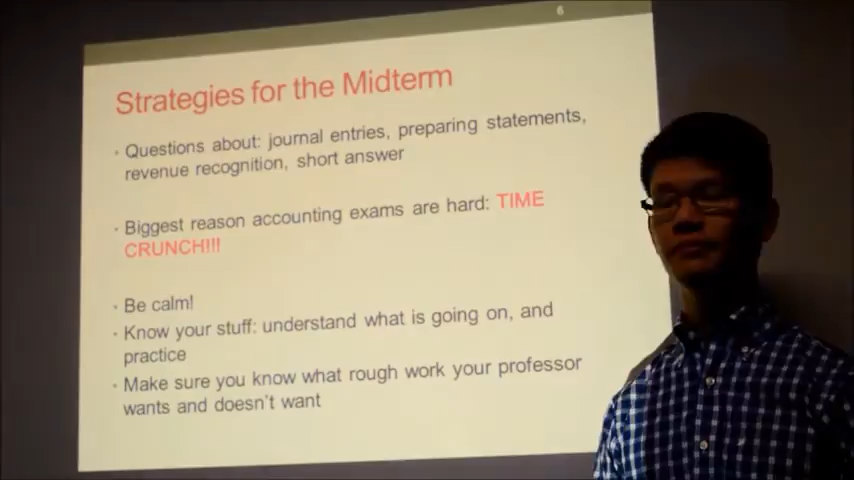 6
Strategies for the Midterm
• Questions about: journal entries, preparing statements,
revenue recognition, short answer
• Biggest reason accounting exams are hard: TIME
CRUNCH!!!
• Be calm!
• Know your stuff: understand what is going on, and
practice
• Make sure you know what rough work your professor
wants and doesn't want